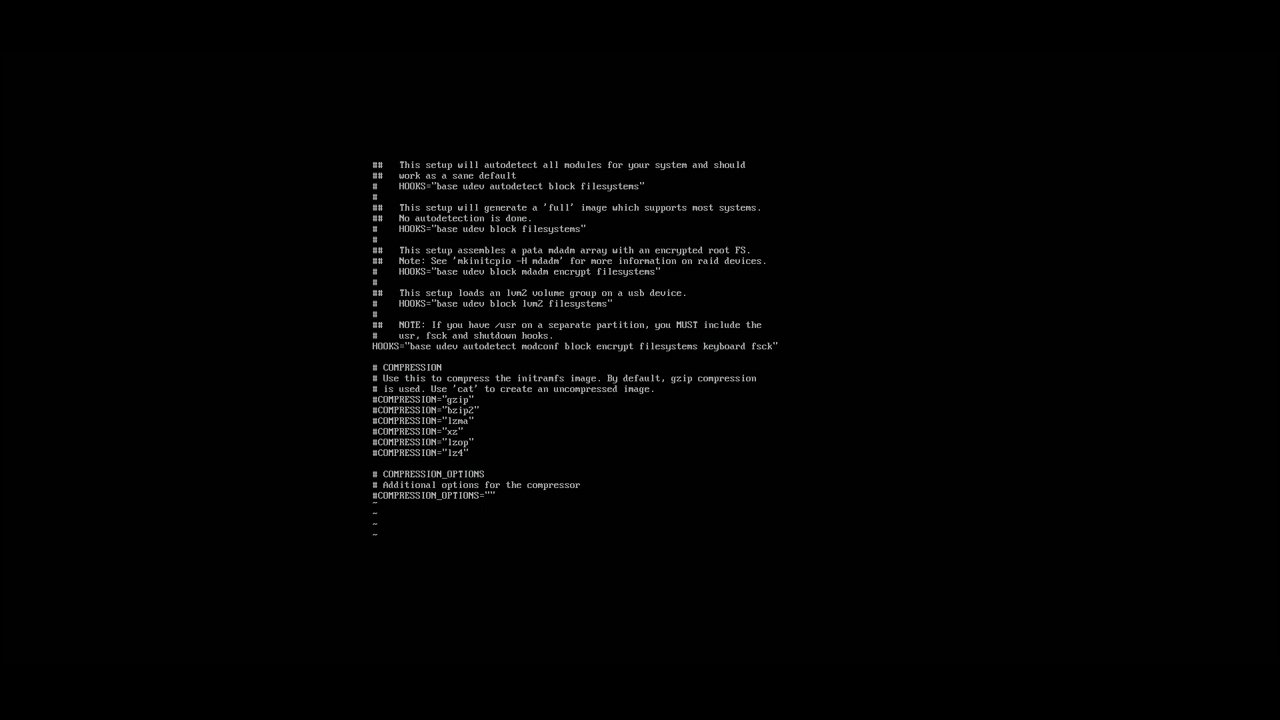 ##   This setup will autodetect all modules for your system and should
##   work as a sane default
#    HOOKS="base udev autodetect block filesystems"
#
##   This setup will generate a 'full' image which supports most systems.
##   No autodetection is done.
#    HOOKS="base udev block filesystems"
#
##   This setup assembles a pata mdadm array with an encrypted root FS.
##   Note: See 'mkinitcpio -H mdadm' for more information on raid devices.
#    HOOKS="base udev block mdadm encrypt filesystems"
#
##   This setup loads an lvm2 volume group on a usb device.
#    HOOKS="base udev block lvm2 filesystems"
#
##   NOTE: If you have /usr on a separate partition, you MUST include the
#    usr, fsck and shutdown hooks.
HOOKS="base udev autodetect modconf block encrypt filesystems keyboard fsck"

# COMPRESSION
# Use this to compress the initramfs image. By default, gzip compression
# is used. Use 'cat' to create an uncompressed image.
#COMPRESSION="gzip"
#COMPRESSION="bzip2"
#COMPRESSION="lzma"
#COMPRESSION="xz"
#COMPRESSION="lzop"
#COMPRESSION="lz4"

# COMPRESSION_OPTIONS
# Additional options for the compressor
#COMPRESSION_OPTIONS=""
~
~
~
~